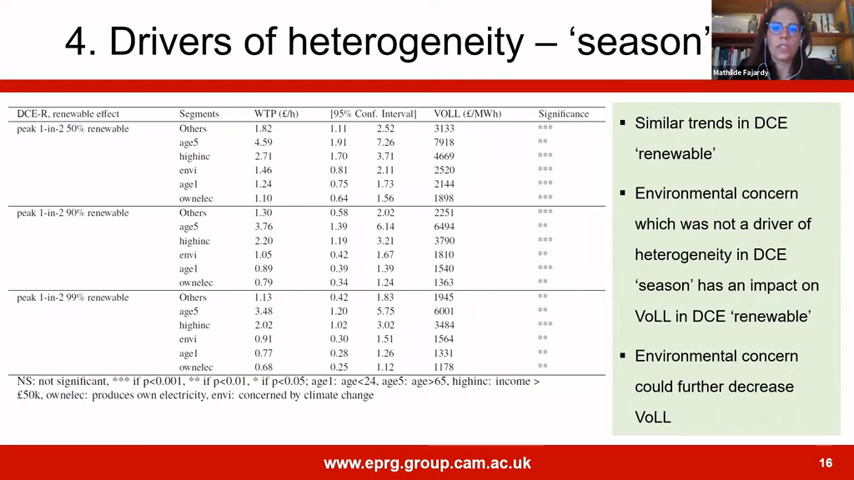 4. Drivers of heterogeneity – ‘season’
Mathilde Fajardy
DCE-R, renewable effect Segments WTP (£/h) [95% Conf. Interval] VOLL (£/MWh) Significance
peak 1-in-2 50% renewable Others 1.82 1.11 2.52 3133 ***
age5 4.59 1.91 7.26 7918 **
highinc 2.71 1.70 3.71 4669 ***
envi 1.46 0.81 2.11 2520 ***
age1 1.24 0.75 1.73 2144 ***
ownelec 1.10 0.64 1.56 1898 ***
peak 1-in-2 90% renewable Others 1.30 0.58 2.02 2251 ***
age5 3.76 1.39 6.14 6494 **
highinc 2.20 1.19 3.21 3790 ***
envi 1.05 0.42 1.67 1810 **
age1 0.89 0.39 1.39 1540 ***
ownelec 0.79 0.34 1.24 1363 **
peak 1-in-2 99% renewable Others 1.13 0.42 1.83 1945 **
age5 3.48 1.20 5.75 6001 **
highinc 2.02 1.02 3.02 3484 ***
envi 0.91 0.30 1.51 1564 **
age1 0.77 0.28 1.26 1331 **
ownelec 0.68 0.25 1.12 1178 **
NS: not significant, *** if p<0.001, ** if p<0.01, * if p<0.05; age1: age<24, age5: age>65, highinc: income >
£50k, ownelec: produces own electricity, envi: concerned by climate change
▪ Similar trends in DCE
‘renewable’
▪ Environmental concern
which was not a driver of
heterogeneity in DCE
‘season’ has an impact on
VoLL in DCE ‘renewable’
▪ Environmental concern
could further decrease
VoLL
www.eprg.group.cam.ac.uk
16